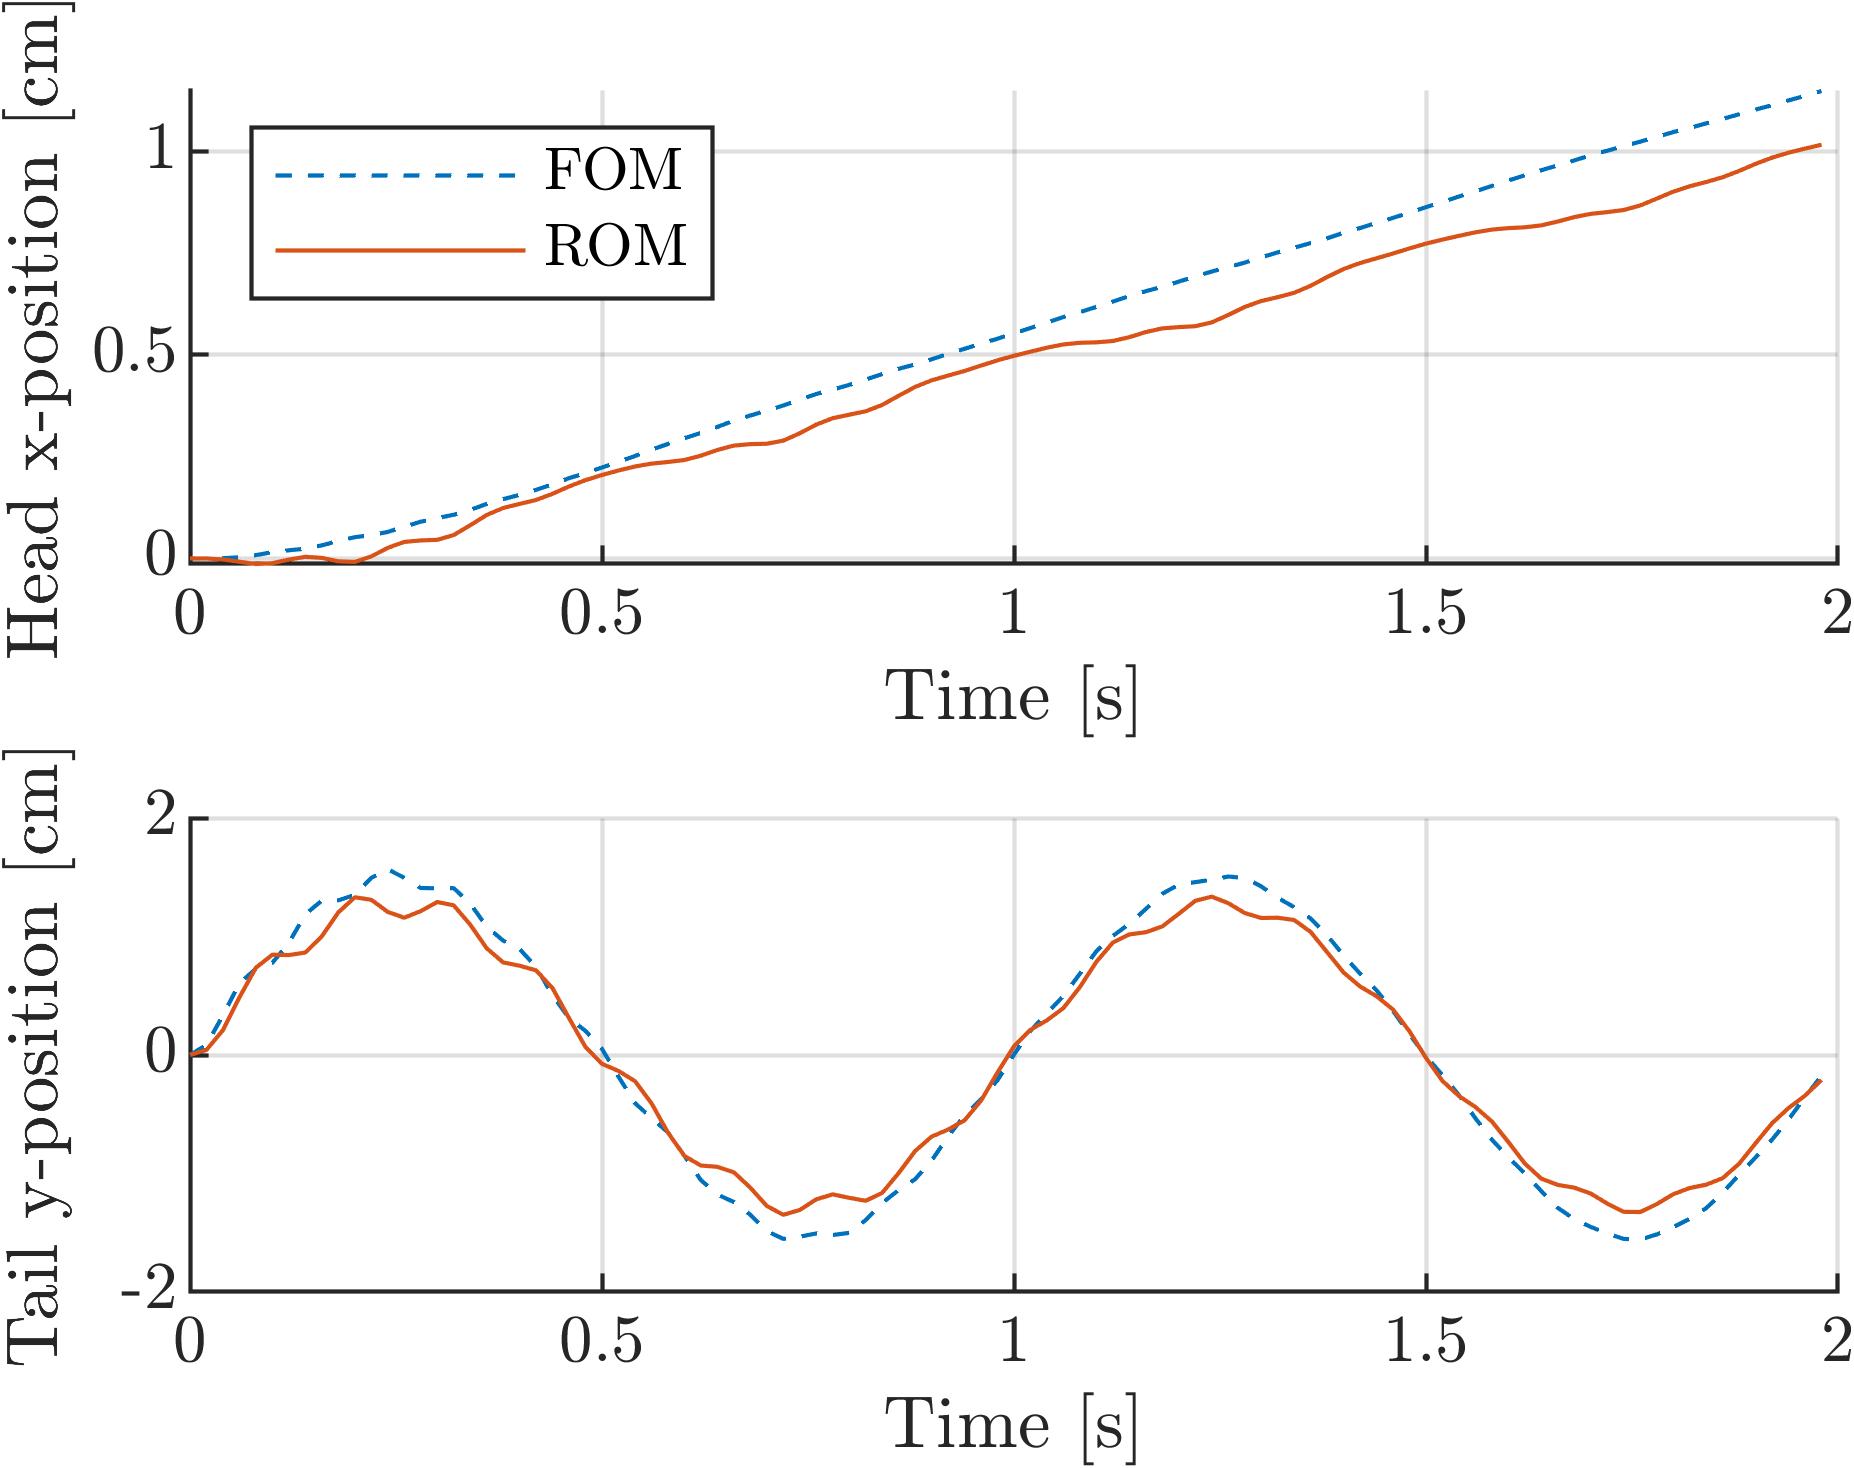 Head x-position [cm]
1
0.5
0
FOM
ROM
0 0.5 1 1.5 2
Time [s]
Tail y-position [cm]
2
0
-2
0 0.5 1 1.5 2
Time [s]